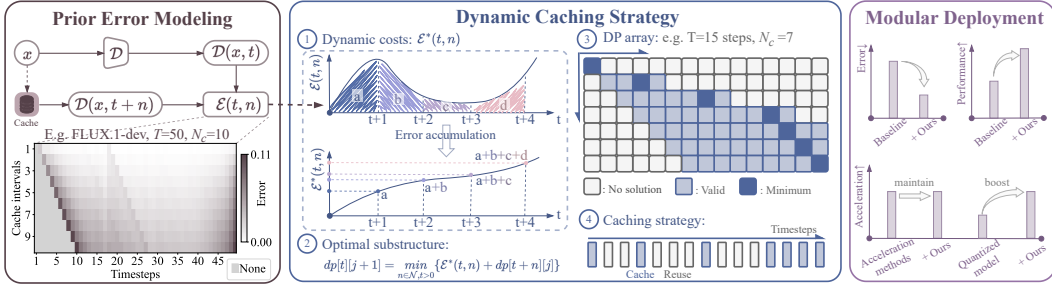 Prior Error Modeling
x
𝒟
𝒟(x,t)
Cache
𝒟(x,t+n)
ℰ(t,n)
E.g. FLUX.1-dev, T=50, N_c=10
Cache intervals
1
3
5
7
9
1 5 10 15 20 25 30 35 40 45
Timesteps
0.11
Error
0.00
None
Dynamic Caching Strategy
1 Dynamic costs: ℰ*(t,n)
ℰ(t,n)
a
b
c
d
t+1 t+2 t+3 t+4 t
Error accumulation
ℰ*(t,n)
a
a+b
a+b+c
a+b+c+d
t+1 t+2 t+3 t+4 t
2 Optimal substructure:
dp[t][j+1] = min_{n∈𝒩,t>0} {ℰ*(t,n) + dp[t+n][j]}
3 DP array: e.g. T=15 steps, N_c=7
: No solution : Valid : Minimum
4 Caching strategy:
Timesteps
Cache Reuse
Modular Deployment
Error↓
Baseline
+ Ours
Performance↑
Baseline
+ Ours
Acceleration↑
maintain
boost
Acceleration methods
+ Ours
Quantized model
+ Ours